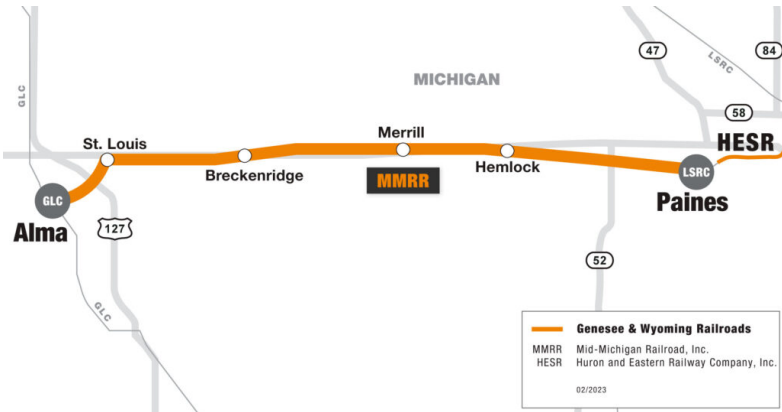 GLC
MICHIGAN
47
LSRC
84
58
St. Louis
Merrill
HESR
Breckenridge
Hemlock
MMRR
LSRC
GLC
Paines
Alma
127
52
GLC
Genesee & Wyoming Railroads
MMRR Mid-Michigan Railroad, Inc.
HESR Huron and Eastern Railway Company, Inc.
02/2023